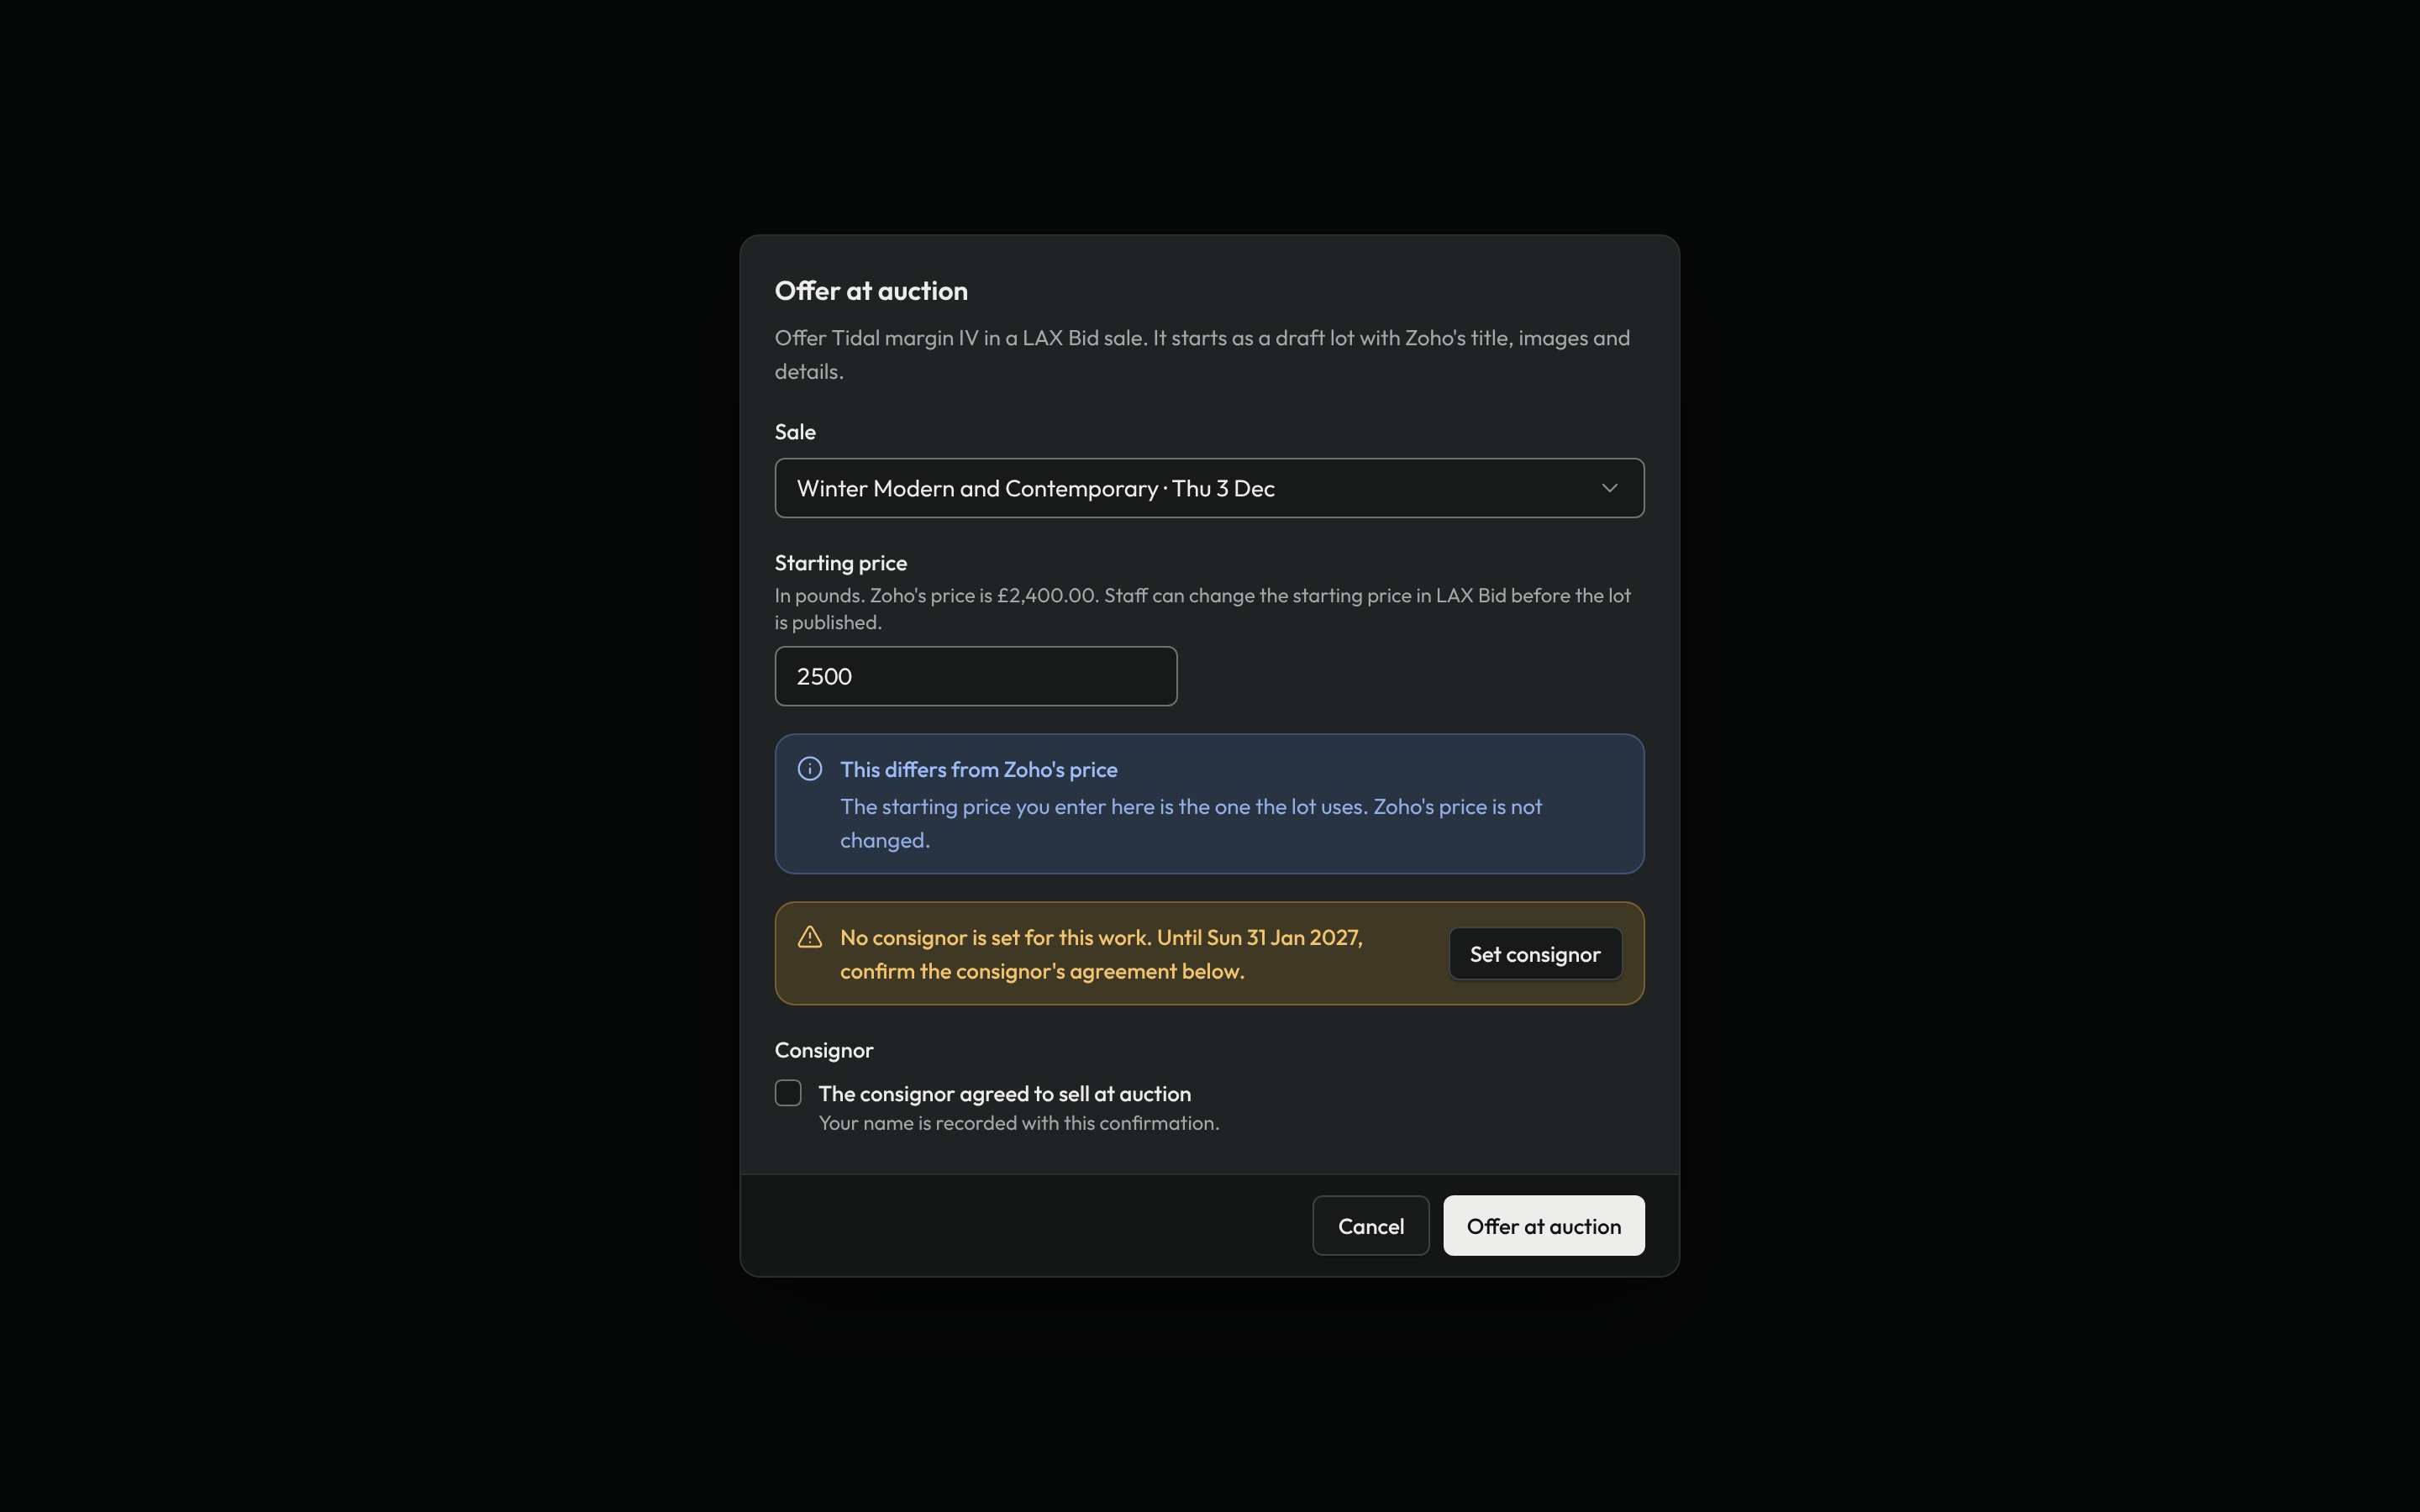 Offer at auction
Offer Tidal margin IV in a LAX Bid sale. It starts as a draft lot with Zoho's title, images and
details.
Sale
Winter Modern and Contemporary · Thu 3 Dec
Starting price
In pounds. Zoho's price is £2,400.00. Staff can change the starting price in LAX Bid before the lot
is published.
2500
This differs from Zoho's price
The starting price you enter here is the one the lot uses. Zoho's price is not
changed.
No consignor is set for this work. Until Sun 31 Jan 2027,
confirm the consignor's agreement below.
Set consignor
Consignor
The consignor agreed to sell at auction
Your name is recorded with this confirmation.
Cancel
Offer at auction